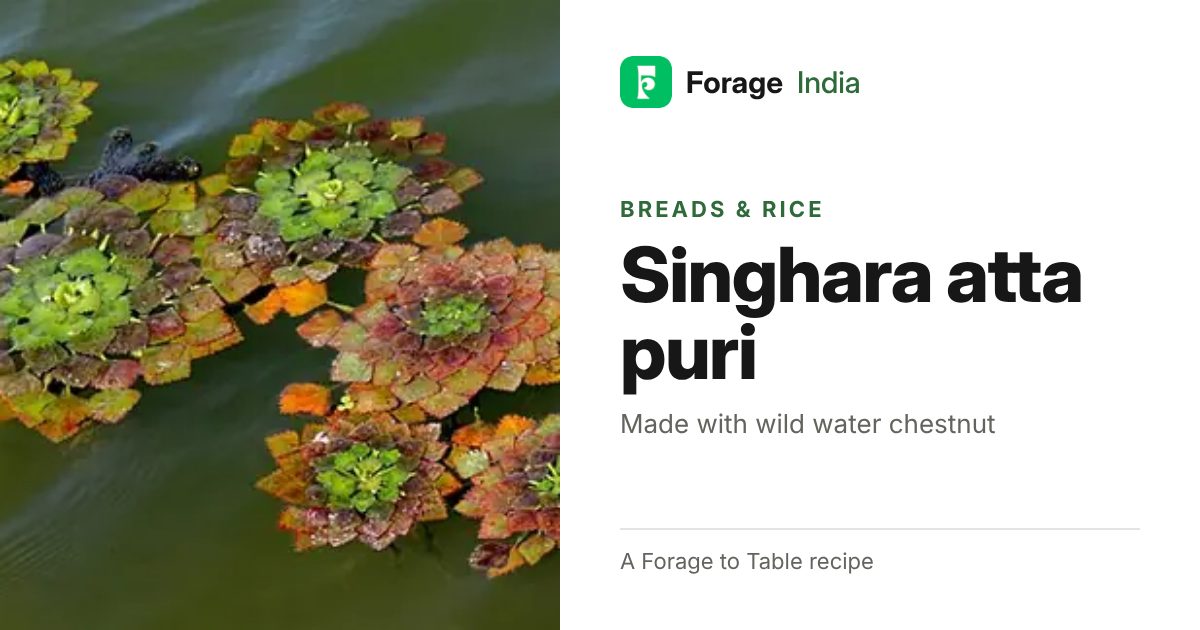 Forage India
BREADS & RICE
Singhara atta
puri
Made with wild water chestnut
A Forage to Table recipe